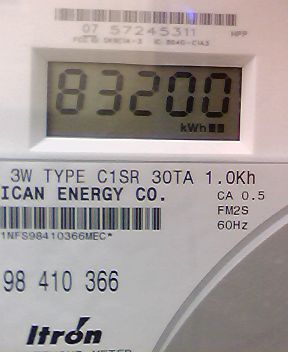 07 57245311
83200
kWh
3W TYPE C1SR 30TA 1.0Kh
ICAN ENERGY CO.
CA 0.5
FM2S
60Hz
1NFS98410366MEC*
98 410 366
Itron